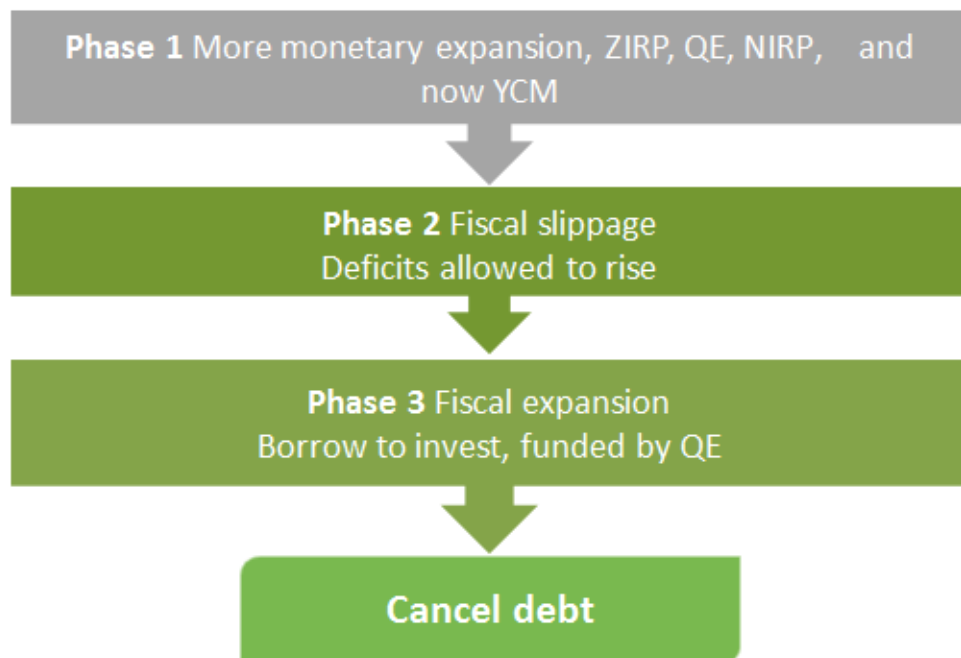 Phase 1 More monetary expansion, ZIRP, QE, NIRP, and
now YCM
Phase 2 Fiscal slippage
Deficits allowed to rise
Phase 3 Fiscal expansion
Borrow to invest, funded by QE
Cancel debt